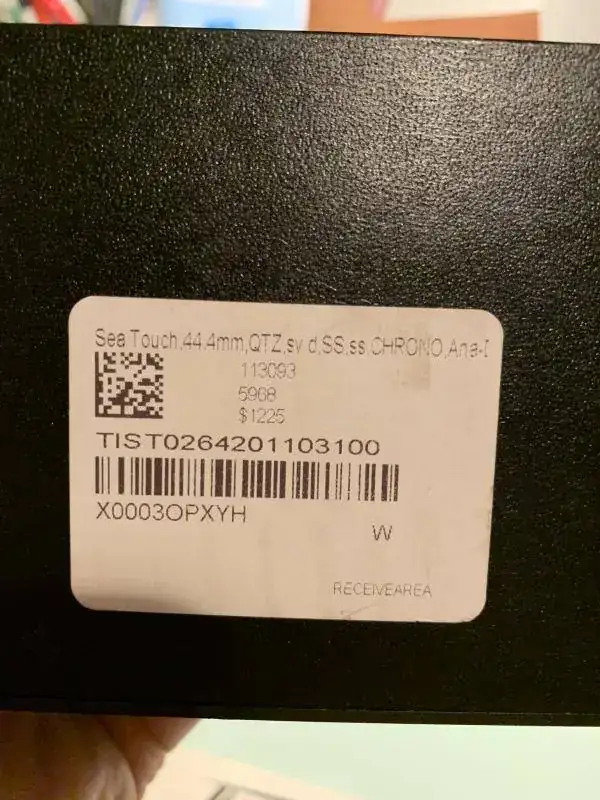 Sea Touch,44.4mm,QTZ,sv d,SS,ss,CHRONO,Ana-D
113093
5968
$1225
TIST0264201103100
X0003OPXYH
W
RECEIVEAREA